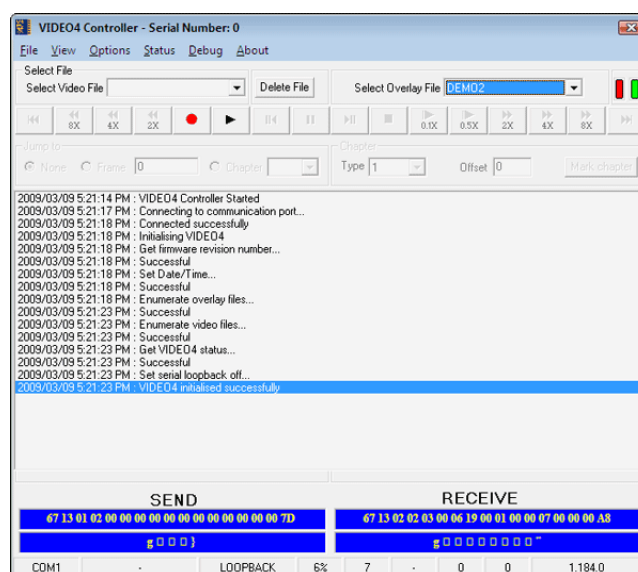 VIDEO4 Controller - Serial Number: 0
File View Options Status Debug About
Select File
Select Video File Delete File Select Overlay File DEMO2
8X 4X 2X 0.1X 0.5X 2X 4X 8X
Jump to Chapter
None Frame 0 Chapter Type 1 Offset 0 Mark chapter
2009/03/09 5:21:14 PM : VIDEO4 Controller Started
2009/03/09 5:21:17 PM : Connecting to communication port...
2009/03/09 5:21:18 PM : Connected successfully
2009/03/09 5:21:18 PM : Initialising VIDEO4
2009/03/09 5:21:18 PM : Get firmware revision number...
2009/03/09 5:21:18 PM : Successful
2009/03/09 5:21:18 PM : Set Date/Time...
2009/03/09 5:21:18 PM : Successful
2009/03/09 5:21:18 PM : Enumerate overlay files...
2009/03/09 5:21:23 PM : Successful
2009/03/09 5:21:23 PM : Enumerate video files...
2009/03/09 5:21:23 PM : Successful
2009/03/09 5:21:23 PM : Get VIDEO4 status...
2009/03/09 5:21:23 PM : Successful
2009/03/09 5:21:23 PM : Set serial loopback off...
2009/03/09 5:21:23 PM : VIDEO4 initialised successfully
SEND RECEIVE
67 13 01 02 00 00 00 00 00 00 00 00 00 00 00 00 7D 67 13 02 02 03 00 06 19 00 01 00 00 07 00 00 00 A8
g □ □ □ } g □ □ □ □ □ □ □ □ ¨
COM1 - LOOPBACK 6% 7 - 0 0 1.184.0